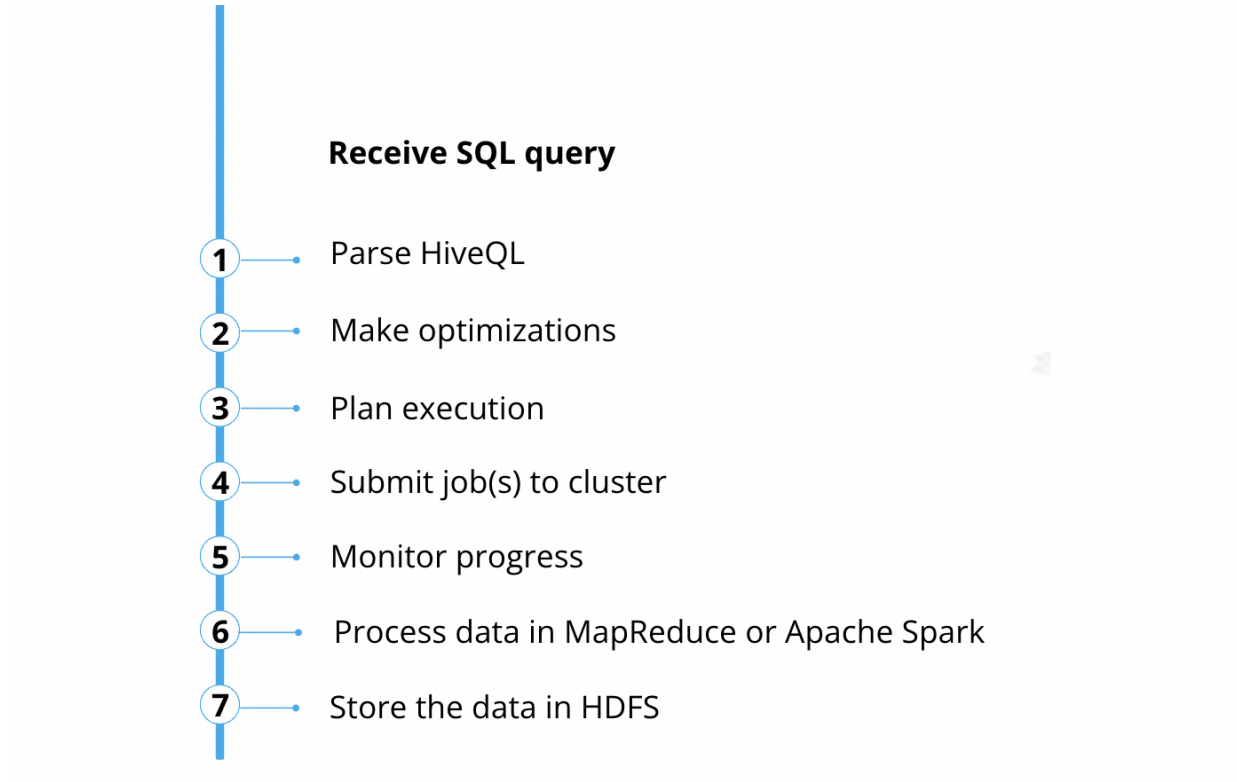 Receive SQL query
1 Parse HiveQL
2 Make optimizations
3 Plan execution
4 Submit job(s) to cluster
5 Monitor progress
6 Process data in MapReduce or Apache Spark
7 Store the data in HDFS